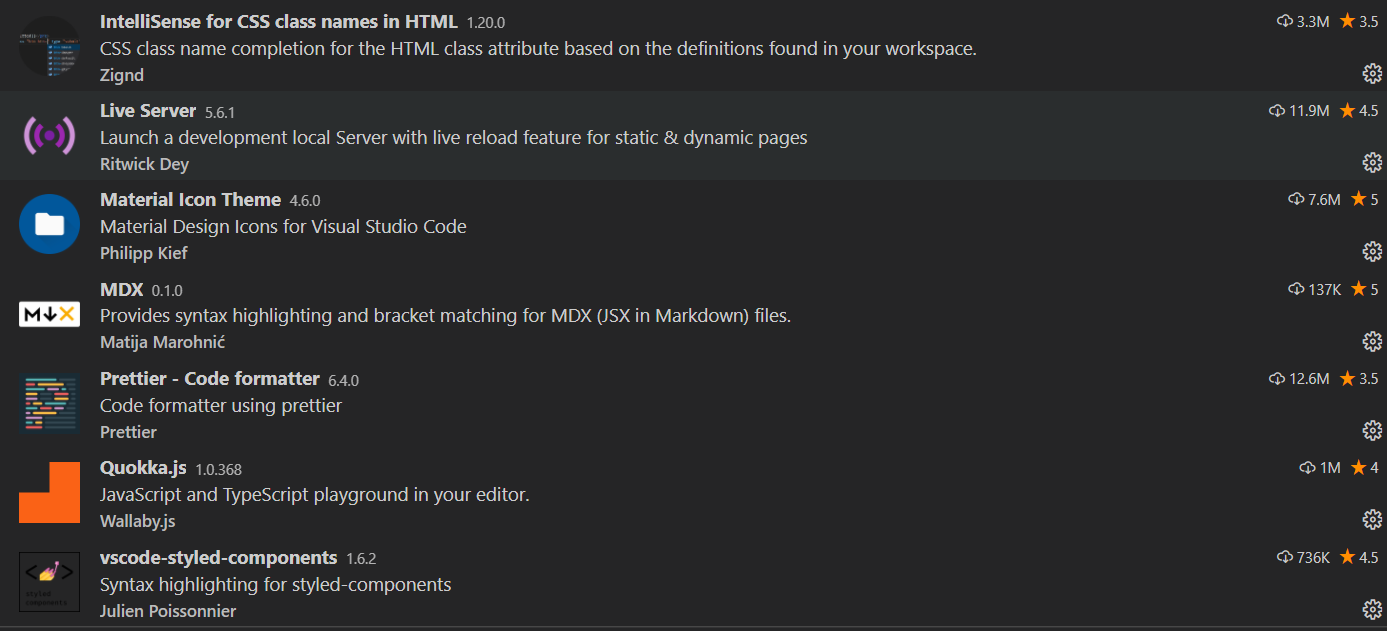 IntelliSense for CSS class names in HTML 1.20.0 3.3M 3.5
CSS class name completion for the HTML class attribute based on the definitions found in your workspace.
Zignd
Live Server 5.6.1 11.9M 4.5
Launch a development local Server with live reload feature for static & dynamic pages
Ritwick Dey
Material Icon Theme 4.6.0 7.6M 5
Material Design Icons for Visual Studio Code
Philipp Kief
MDX 0.1.0 137K 5
M↓X
Provides syntax highlighting and bracket matching for MDX (JSX in Markdown) files.
Matija Marohnić
Prettier - Code formatter 6.4.0 12.6M 3.5
Code formatter using prettier
Prettier
Quokka.js 1.0.368 1M 4
JavaScript and TypeScript playground in your editor.
Wallaby.js
vscode-styled-components 1.6.2 736K 4.5
Syntax highlighting for styled-components
styled
components
Julien Poissonnier